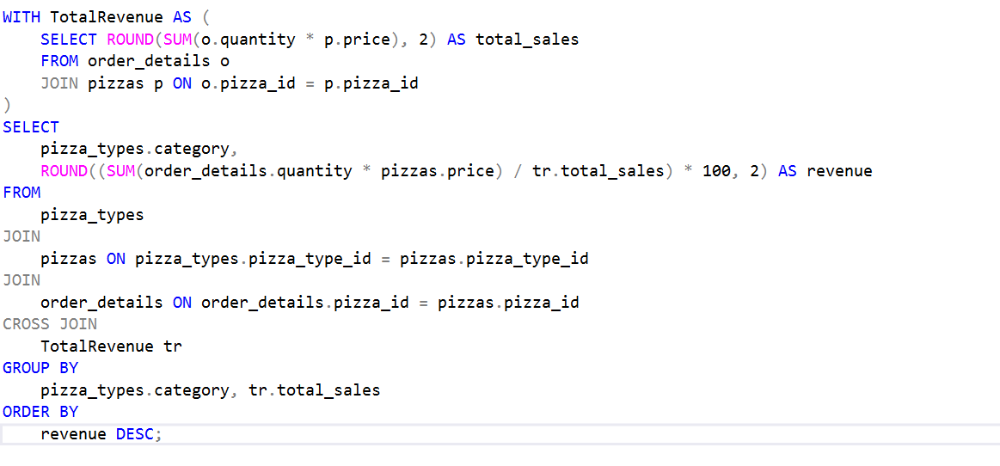 WITH TotalRevenue AS (
    SELECT ROUND(SUM(o.quantity * p.price), 2) AS total_sales
    FROM order_details o
    JOIN pizzas p ON o.pizza_id = p.pizza_id
)
SELECT
    pizza_types.category,
    ROUND((SUM(order_details.quantity * pizzas.price) / tr.total_sales) * 100, 2) AS revenue
FROM
    pizza_types
JOIN
    pizzas ON pizza_types.pizza_type_id = pizzas.pizza_type_id
JOIN
    order_details ON order_details.pizza_id = pizzas.pizza_id
CROSS JOIN
    TotalRevenue tr
GROUP BY
    pizza_types.category, tr.total_sales
ORDER BY
    revenue DESC;